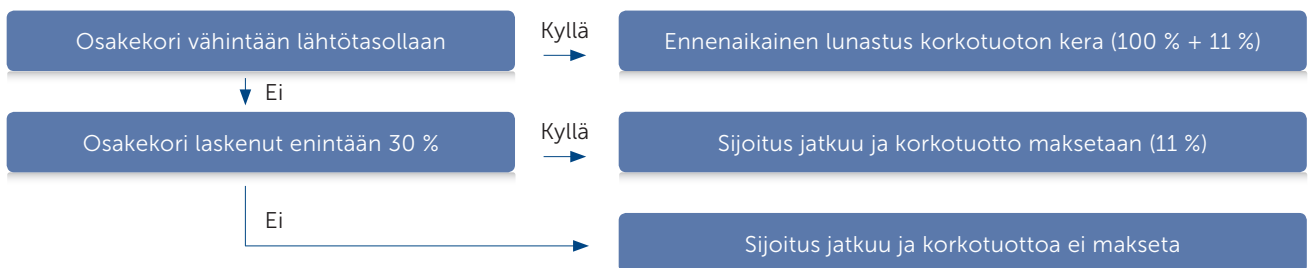 Osakekori vähintään lähtötasollaan
Kyllä
Ennenaikainen lunastus korkotuoton kera (100 % + 11 %)
Ei
Osakekori laskenut enintään 30 %
Kyllä
Sijoitus jatkuu ja korkotuotto maksetaan (11 %)
Ei
Sijoitus jatkuu ja korkotuottoa ei makseta